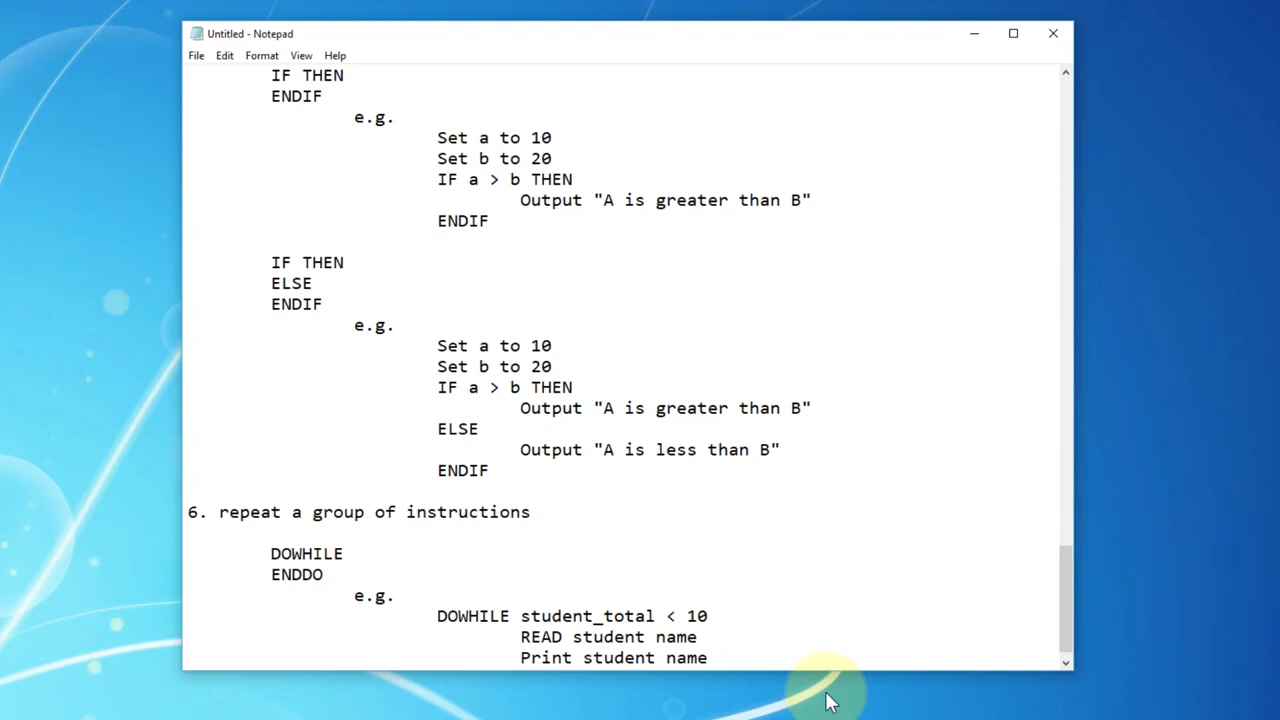 Untitled - Notepad
File Edit Format View Help
IF THEN
ENDIF
e.g.
Set a to 10
Set b to 20
IF a > b THEN
Output "A is greater than B"
ENDIF
IF THEN
ELSE
ENDIF
e.g.
Set a to 10
Set b to 20
IF a > b THEN
Output "A is greater than B"
ELSE
Output "A is less than B"
ENDIF
6. repeat a group of instructions
DOWHILE
ENDDO
e.g.
DOWHILE student_total < 10
READ student name
Print student name